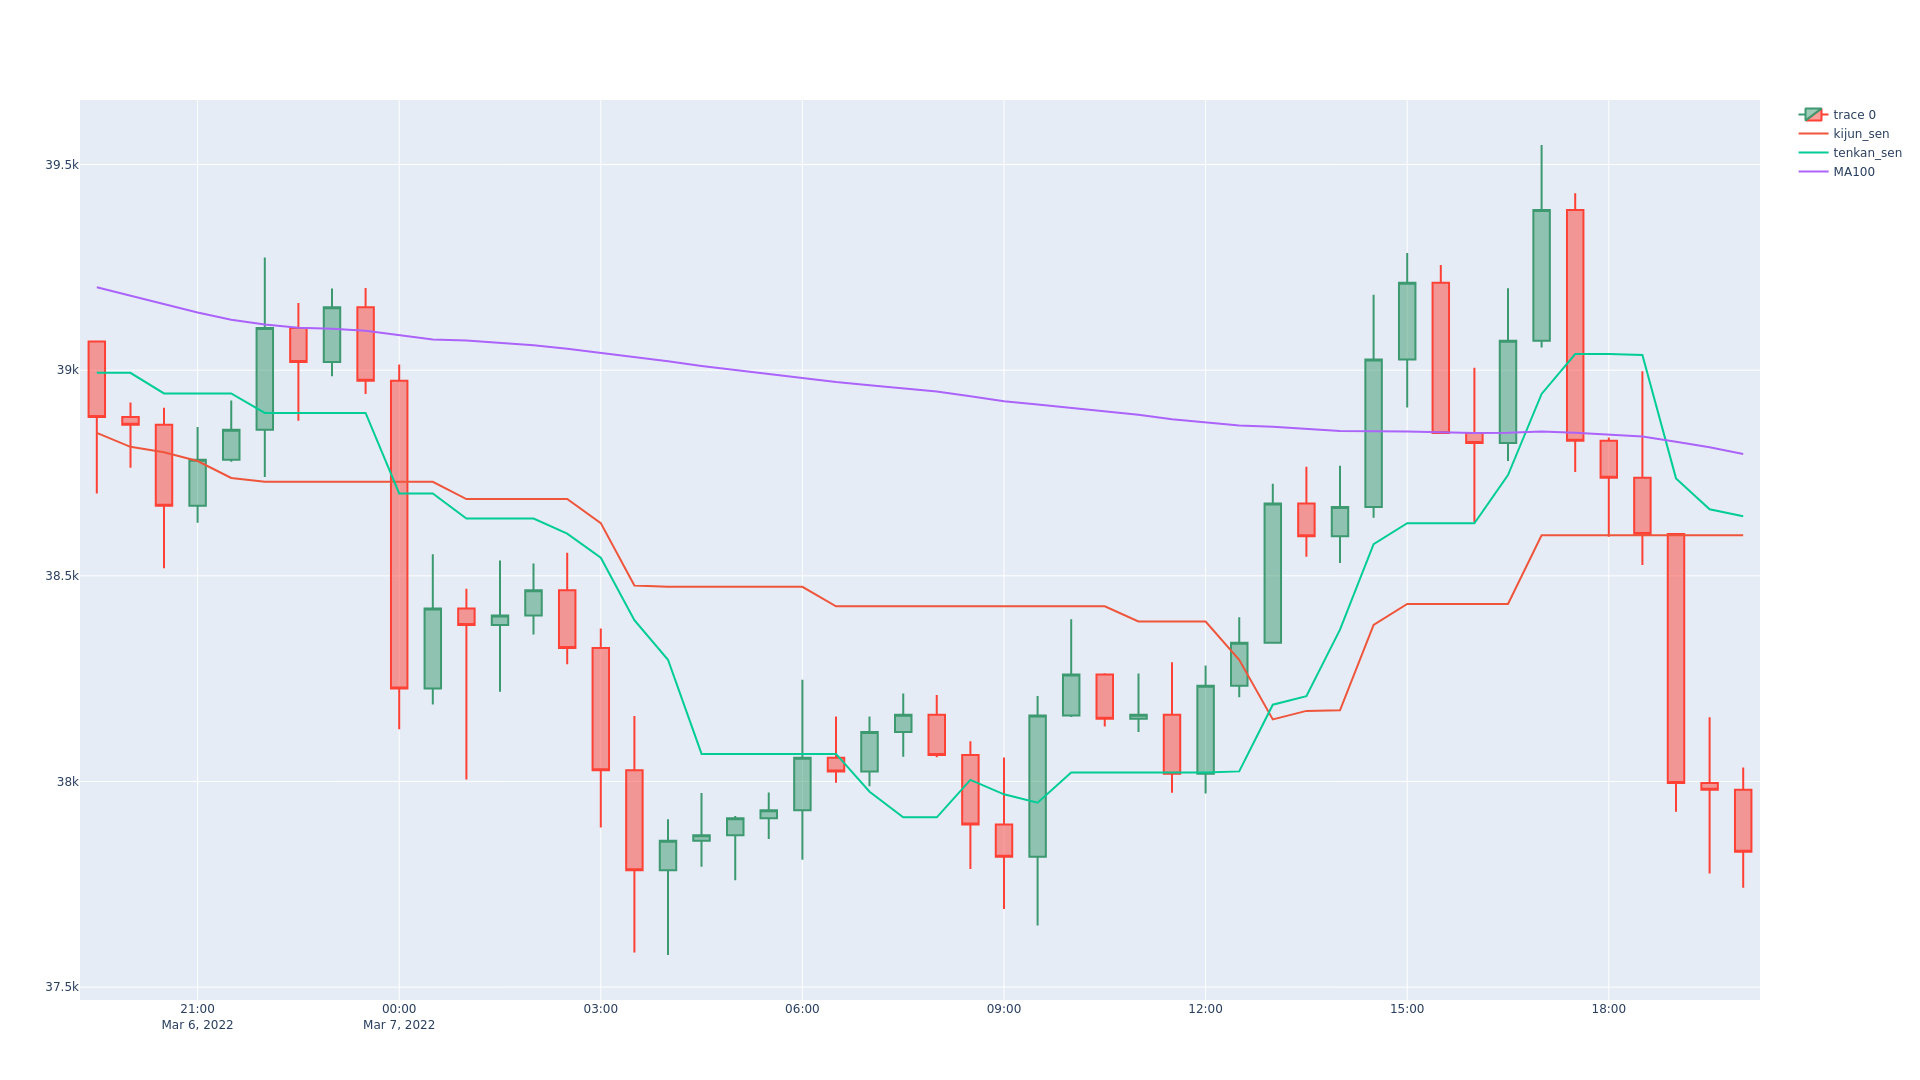 trace 0
kijun_sen
tenkan_sen
MA100
39.5k
39k
38.5k
38k
37.5k
21:00 00:00 03:00 06:00 09:00 12:00 15:00 18:00
Mar 6, 2022 Mar 7, 2022